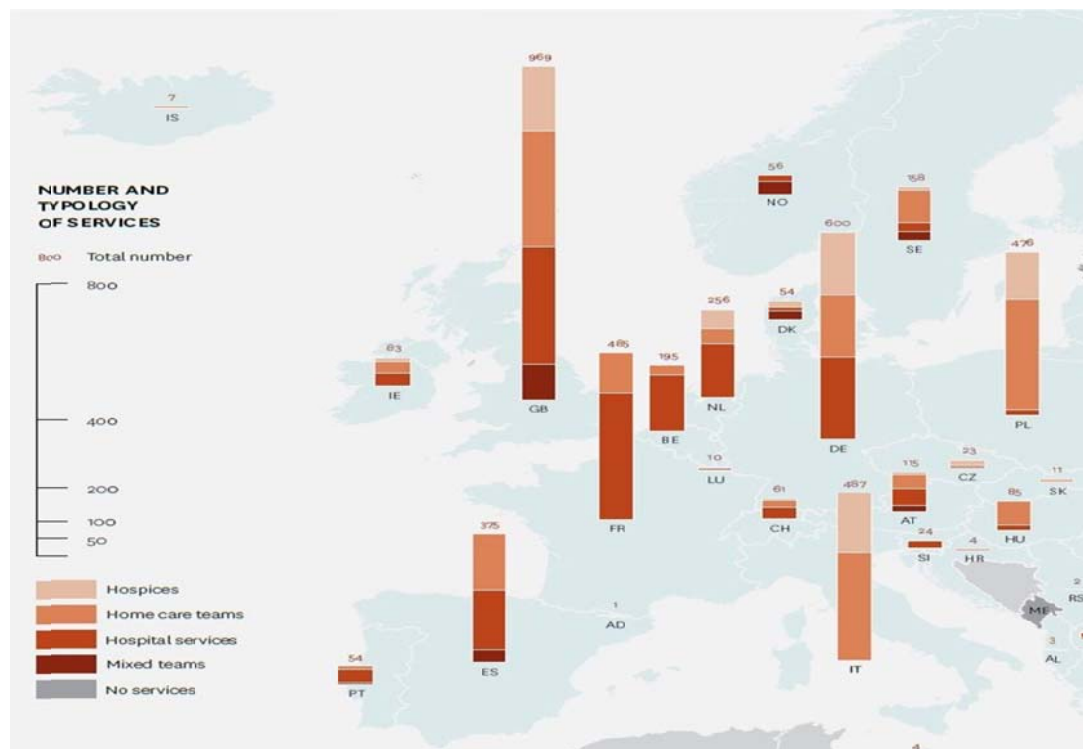 969
7
IS
NUMBER AND
TYPOLOGY
OF SERVICES
800 Total number
800
400
200
100
50
Hospices
Home care teams
Hospital services
Mixed teams
No services
56
NO
158
SE
600
DE
476
PL
256
NL
54
DK
83
IE
GB
485
FR
195
BE
10
LU
61
CH
487
IT
115
AT
23
CZ
11
SK
85
HU
24
SI
4
HR
375
ES
1
AD
54
PT
2
RS
ME
3
AL
4